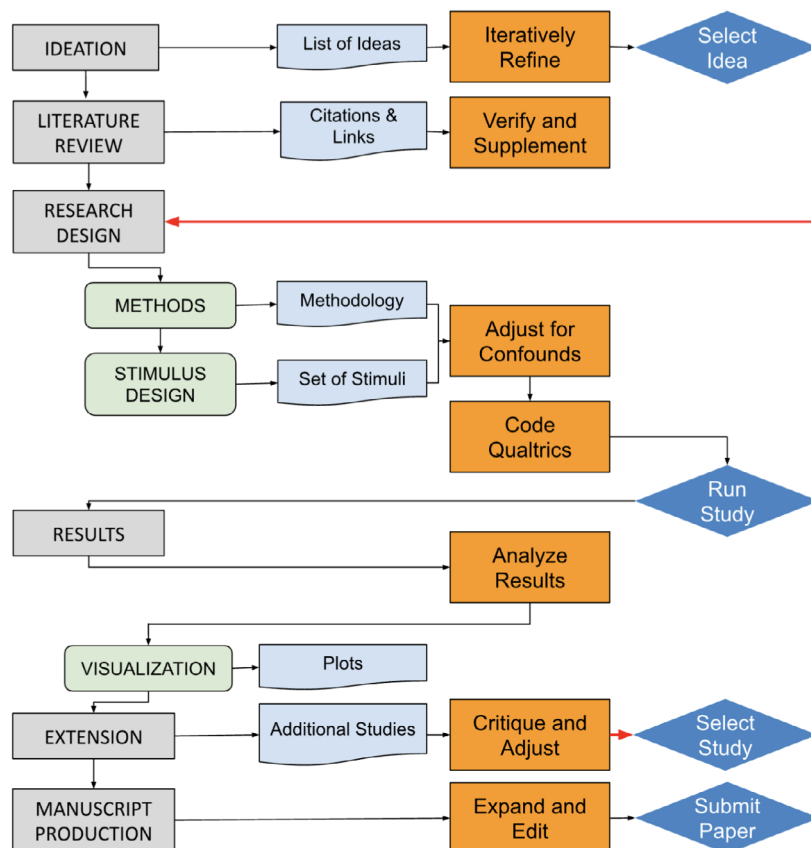 IDEATION
List of Ideas
Iteratively
Refine
Select
Idea
LITERATURE
REVIEW
Citations &
Links
Verify and
Supplement
RESEARCH
DESIGN
METHODS
Methodology
Adjust for
Confounds
STIMULUS
DESIGN
Set of Stimuli
Code
Qualtrics
Run
Study
RESULTS
Analyze
Results
VISUALIZATION
Plots
EXTENSION
Additional Studies
Critique and
Adjust
Select
Study
MANUSCRIPT
PRODUCTION
Expand and
Edit
Submit
Paper